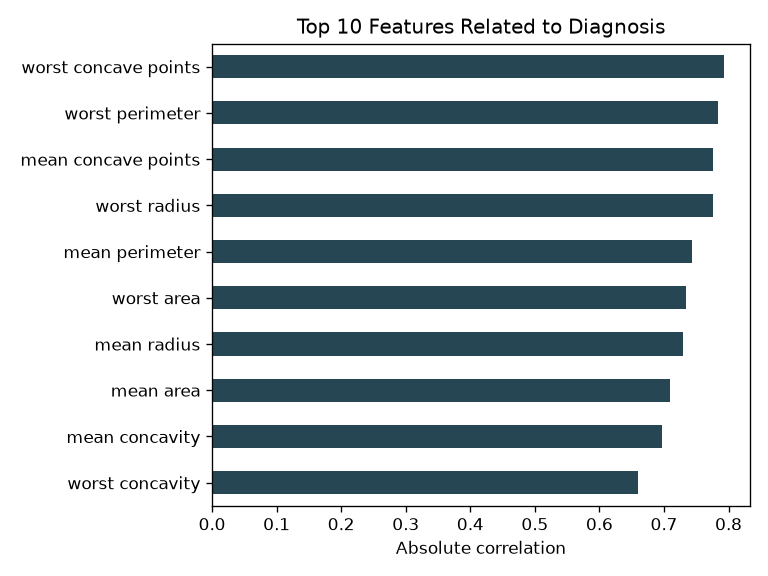 Top 10 Features Related to Diagnosis
worst concave points
worst perimeter
mean concave points
worst radius
mean perimeter
worst area
mean radius
mean area
mean concavity
worst concavity
0.0 0.1 0.2 0.3 0.4 0.5 0.6 0.7 0.8
Absolute correlation